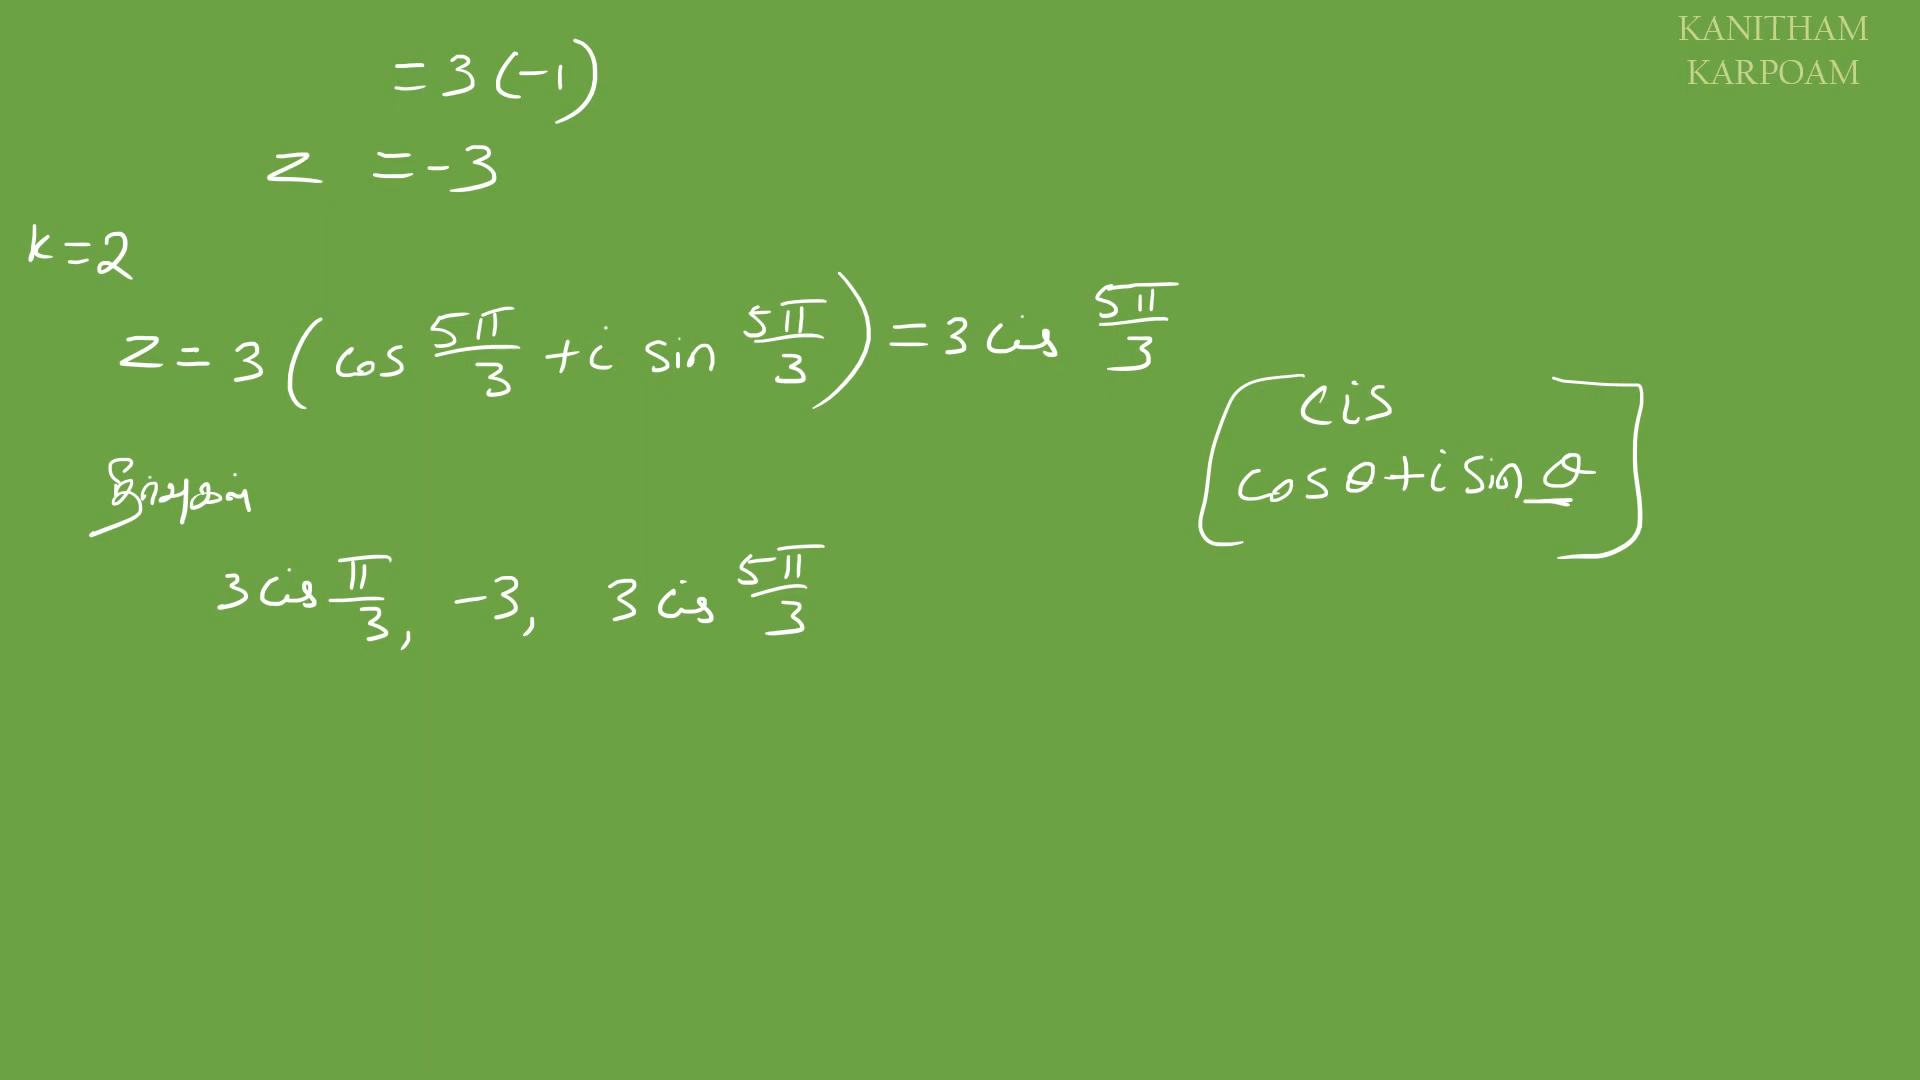 KANITHAM
KARPOAM
= 3 (-1)
z = -3
k = 2
z = 3 ( cos 5π/3 + i sin 5π/3 ) = 3 cis 5π/3
[ cis
cos θ + i sin θ ]
தீர்வுகள்
3 cis π/3, -3, 3 cis 5π/3